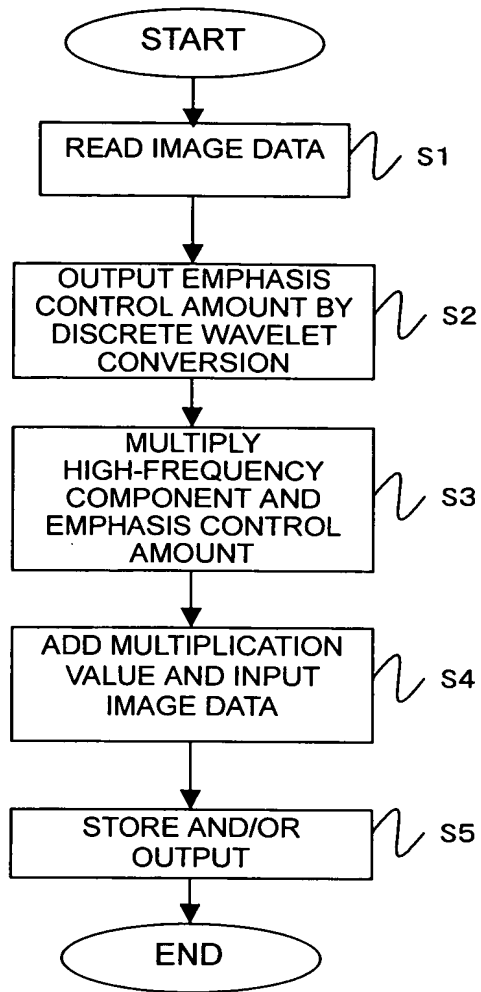 START
READ IMAGE DATA
S1
OUTPUT EMPHASIS
CONTROL AMOUNT BY
DISCRETE WAVELET
CONVERSION
S2
MULTIPLY
HIGH-FREQUENCY
COMPONENT AND
EMPHASIS CONTROL
AMOUNT
S3
ADD MULTIPLICATION
VALUE AND INPUT
IMAGE DATA
S4
STORE AND/OR
OUTPUT
S5
END